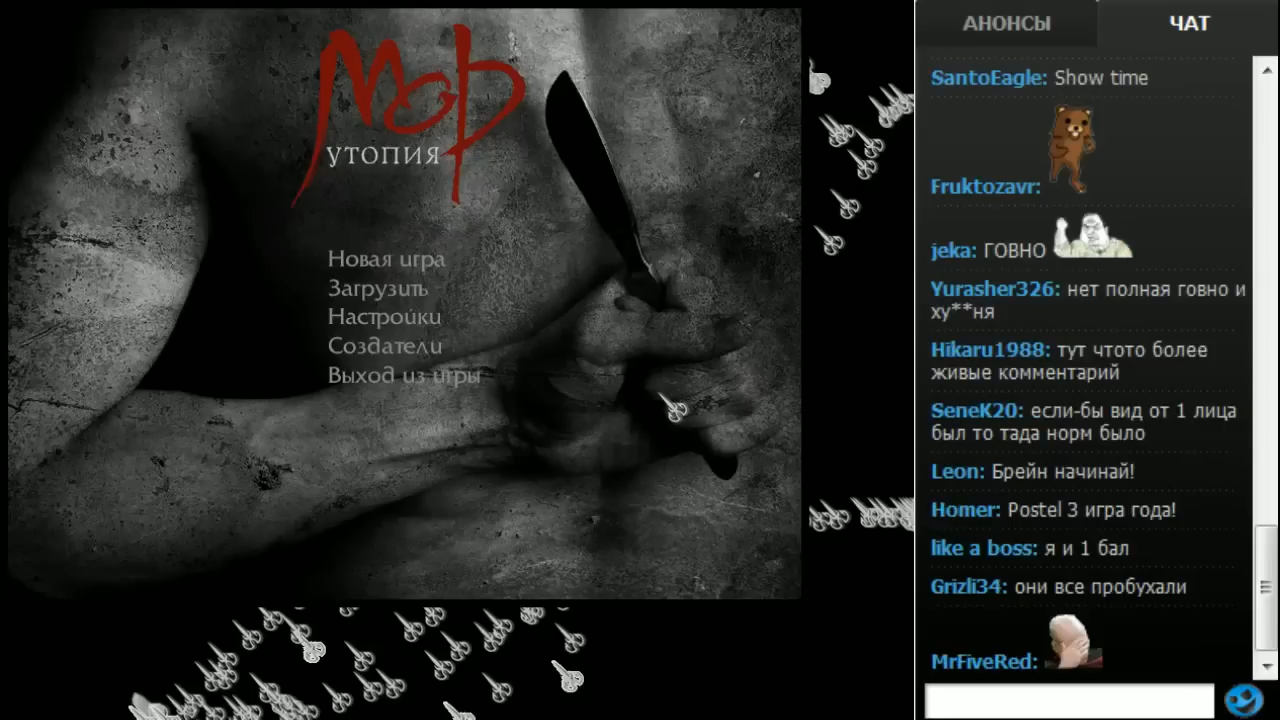 Мор
утопия
Новая игра
Загрузить
Настройки
Создатели
Выход из игры
АНОНСЫ
ЧАТ
SantoEagle: Show time
Fruktozavr:
jeka: ГОВНО
Yurasher326: нет полная говно и
ху**ня
Hikaru1988: тут чтото более
живые комментарий
SeneK20: если-бы вид от 1 лица
был то тада норм было
Leon: Брейн начинай!
Homer: Postel 3 игра года!
like a boss: я и 1 бал
Grizli34: они все пробухали
MrFiveRed: